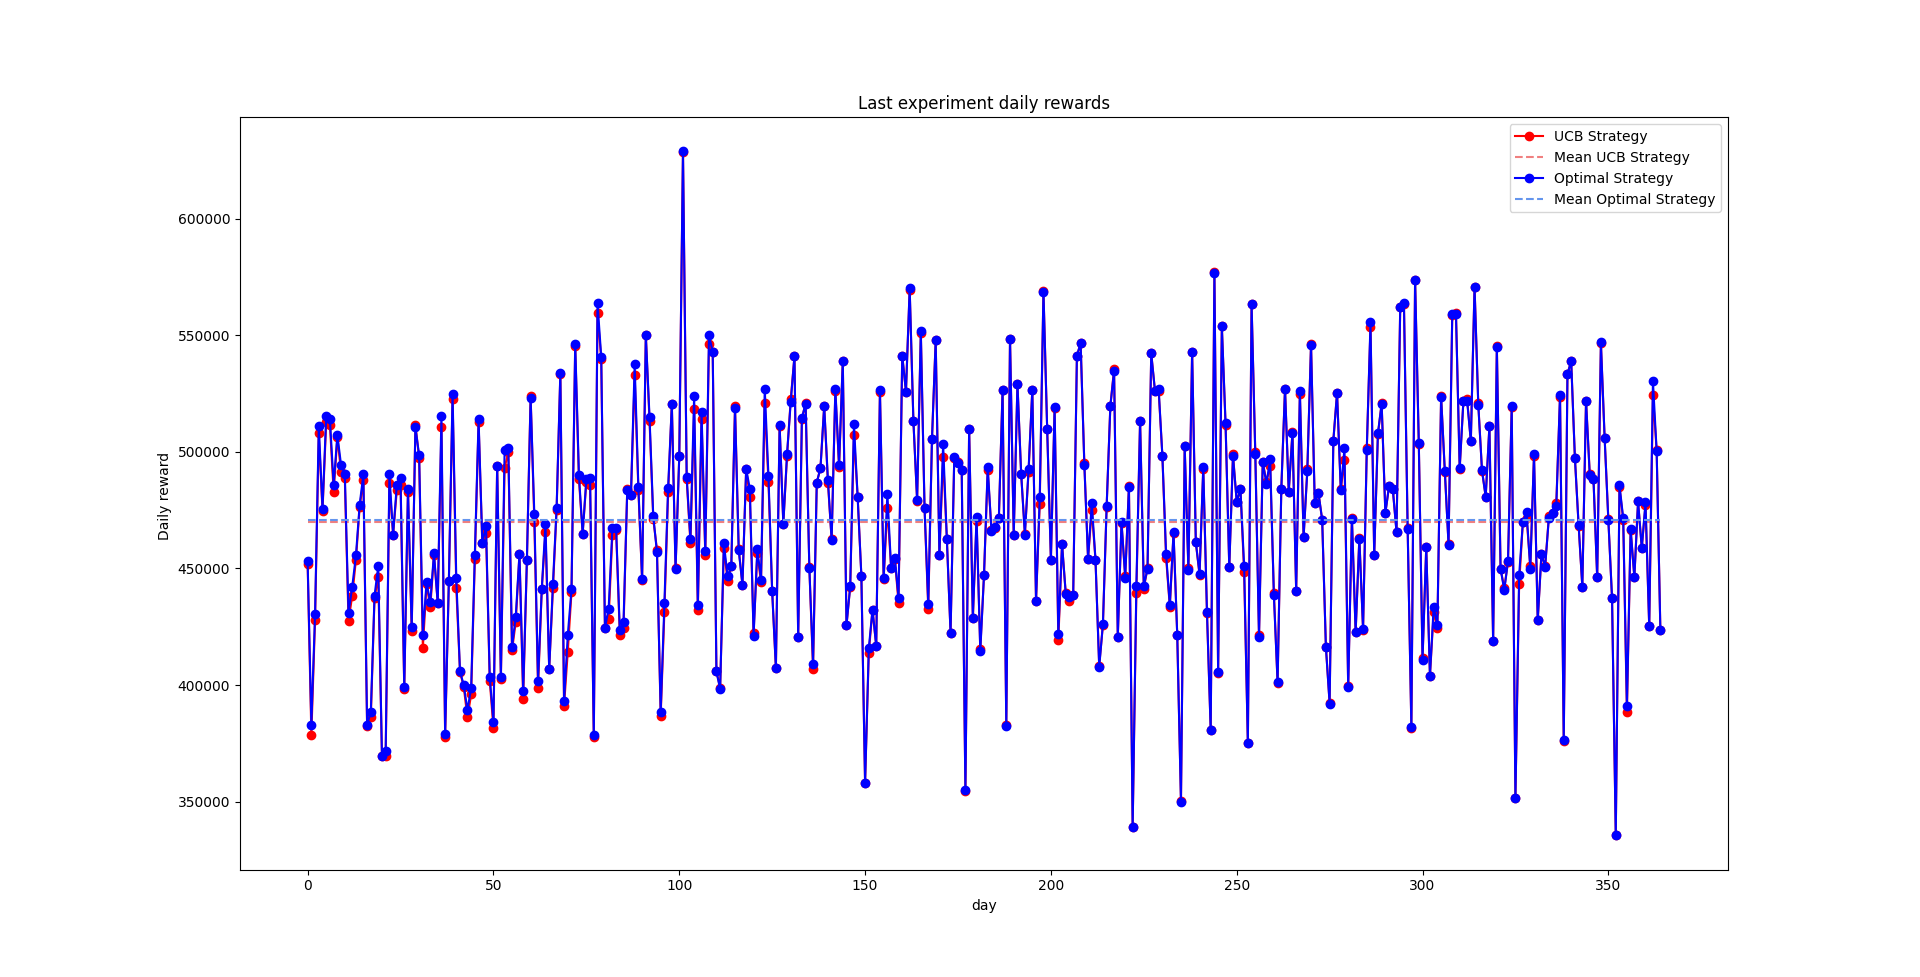 Last experiment daily rewards
UCB Strategy
Mean UCB Strategy
Optimal Strategy
Mean Optimal Strategy
600000
550000
500000
450000
400000
350000
Daily reward
0 50 100 150 200 250 300 350
day